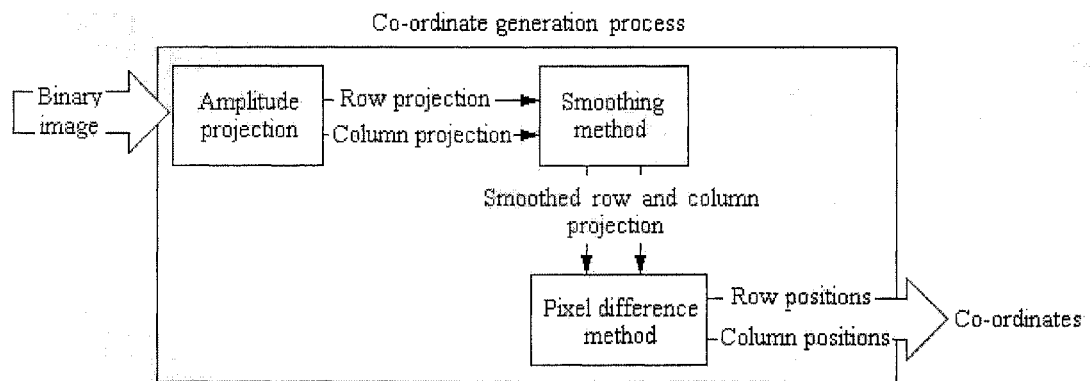 Co-ordinate generation process
Binary
image
Amplitude
projection
Row projection
Column projection
Smoothing
method
Smoothed row and column
projection
Pixel difference
method
Row positions
Column positions
Co-ordinates